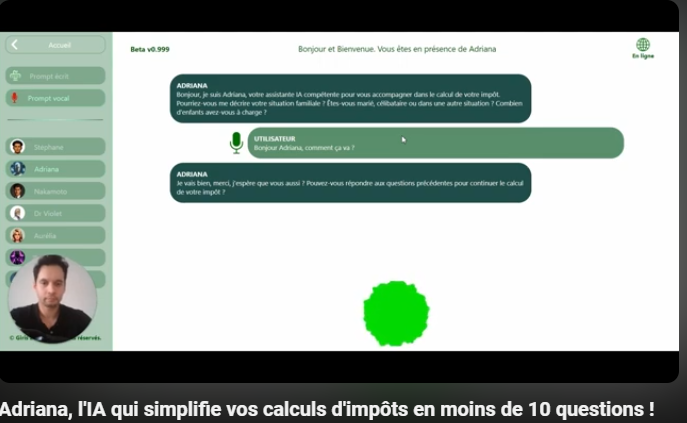 Accueil
Beta v0.999
Bonjour et Bienvenue. Vous êtes en présence de Adriana
En ligne
Prompt écrit
Prompt vocal
Stéphane
Adriana
Nakamoto
Dr Violet
Aurélia
ADRIANA
Bonjour, je suis Adriana, votre assistante IA compétente pour vous accompagner dans le calcul de votre impôt.
Pourriez-vous me décrire votre situation familiale ? Êtes-vous marié, célibataire ou dans une autre situation ? Combien
d'enfants avez-vous à charge ?
UTILISATEUR
Bonjour Adriana, comment ça va ?
ADRIANA
Je vais bien, merci, j'espère que vous aussi ? Pouvez-vous répondre aux questions précédentes pour continuer le calcul
de votre impôt ?
réservés.
Adriana, l'IA qui simplifie vos calculs d'impôts en moins de 10 questions !